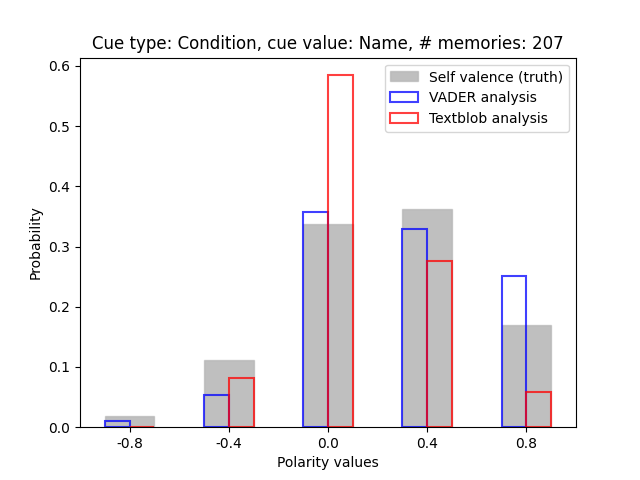 Cue type: Condition, cue value: Name, # memories: 207
Self valence (truth)
VADER analysis
Textblob analysis
Probability
0.6
0.5
0.4
0.3
0.2
0.1
0.0
-0.8 -0.4 0.0 0.4 0.8
Polarity values